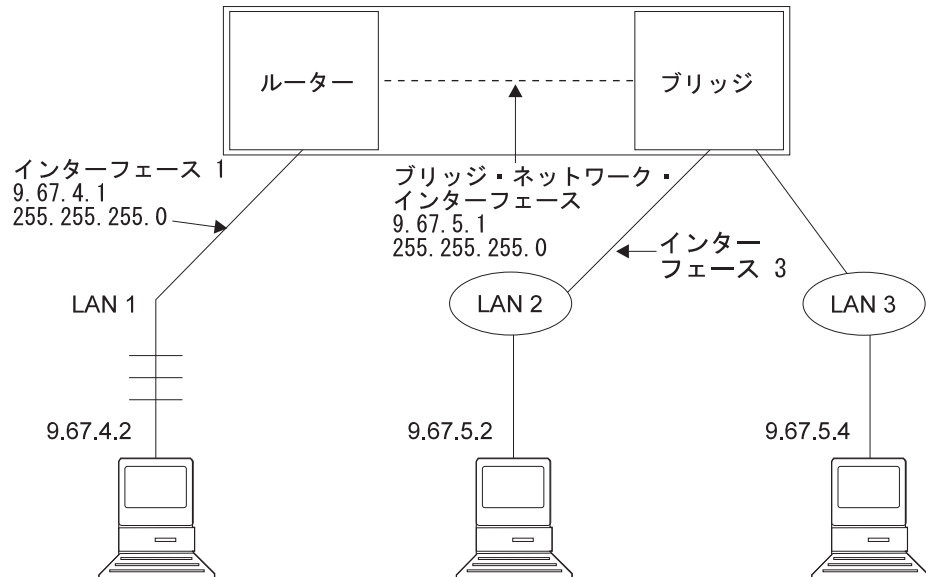 ルーター
ブリッジ
インターフェース 1
9.67.4.1
255.255.255.0
ブリッジ・ネットワーク・
インターフェース
9.67.5.1
255.255.255.0
インター
フェース 3
LAN 1
LAN 2
LAN 3
9.67.4.2
9.67.5.2
9.67.5.4